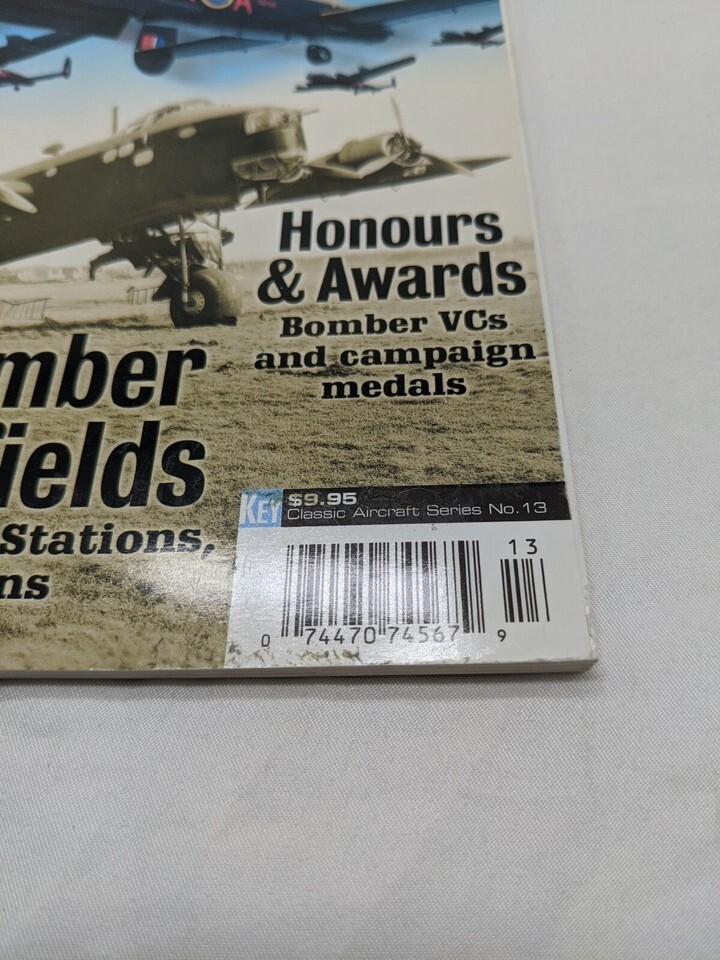 A
Honours
& Awards
Bomber VCs
and campaign
medals
mber
ields
Stations,
ns
KEY
$9.95
Classic Aircraft Series No.13
13
0 74470 74567 9